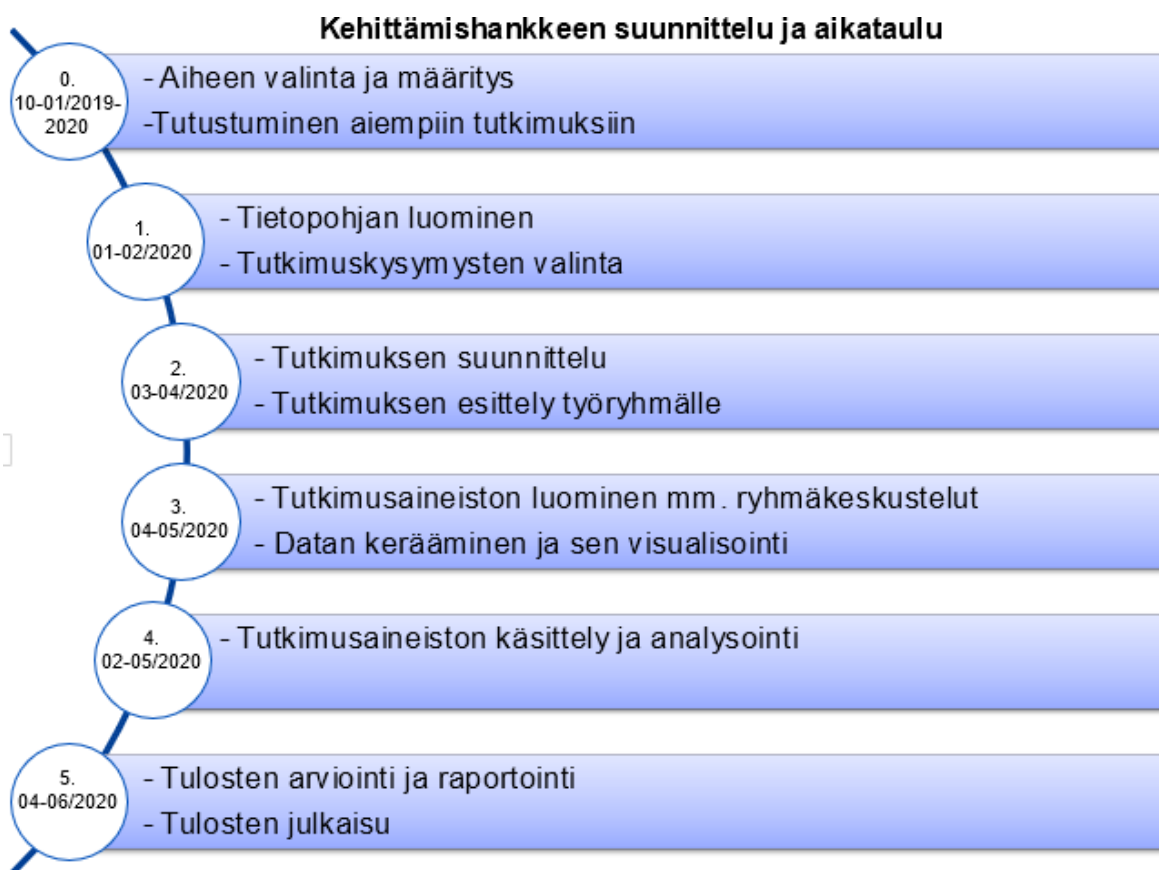 Kehittämishankkeen suunnittelu ja aikataulu
0.
10-01/2019-
2020
- Aiheen valinta ja määritys
-Tutustuminen aiempiin tutkimuksiin
1.
01-02/2020
- Tietopohjan luominen
- Tutkimuskysymysten valinta
2.
03-04/2020
- Tutkimuksen suunnittelu
- Tutkimuksen esittely työryhmälle
3.
04-05/2020
- Tutkimusaineiston luominen mm. ryhmäkeskustelut
- Datan kerääminen ja sen visualisointi
4.
02-05/2020
- Tutkimusaineiston käsittely ja analysointi
5.
04-06/2020
- Tulosten arviointi ja raportointi
- Tulosten julkaisu